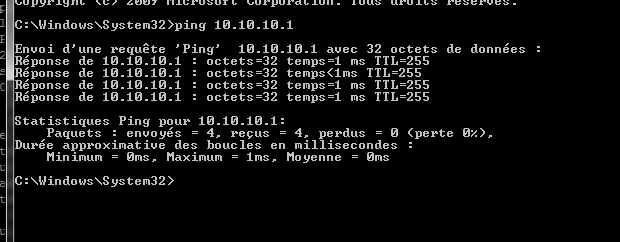 Copyright (c) 2009 Microsoft Corporation. Tous droits réservés.
C:\Windows\System32>ping 10.10.10.1
Envoi d'une requête 'Ping'  10.10.10.1 avec 32 octets de données :
Réponse de 10.10.10.1 : octets=32 temps=1 ms TTL=255
Réponse de 10.10.10.1 : octets=32 temps<1ms TTL=255
Réponse de 10.10.10.1 : octets=32 temps=1 ms TTL=255
Réponse de 10.10.10.1 : octets=32 temps=1 ms TTL=255
Statistiques Ping pour 10.10.10.1:
Paquets : envoyés = 4, reçus = 4, perdus = 0 (perte 0%),
Durée approximative des boucles en millisecondes :
Minimum = 0ms, Maximum = 1ms, Moyenne = 0ms
C:\Windows\System32>